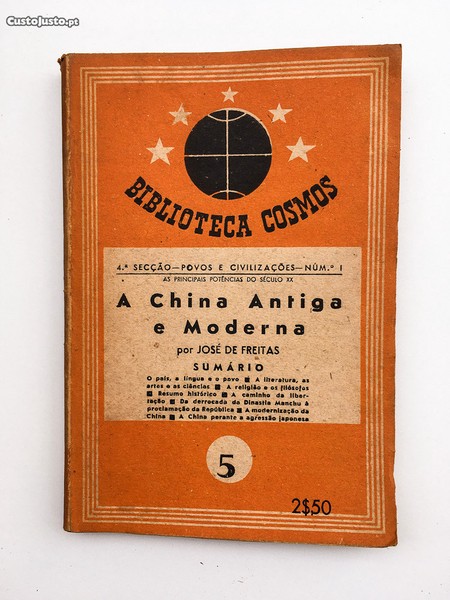 CustoJusto.pt
BIBLIOTECA COSMOS
4.ª SECÇÃO—POVOS E CIVILIZAÇÕES—NÚM.º I
AS PRINCIPAIS POTÊNCIAS DO SÉCULO XX
A China Antiga
e Moderna
por JOSÉ DE FREITAS
SUMÁRIO
O país, a língua e o povo ■ A literatura, as
artes e as ciências ■ A religião e os filósofos
■ Resumo histórico ■ A caminho da liber-
tação ■ Da derrocada da Dinastia Manchu à
proclamação da República ■ A modernização da
China ■ A China perante a agressão japonesa
5
2$50